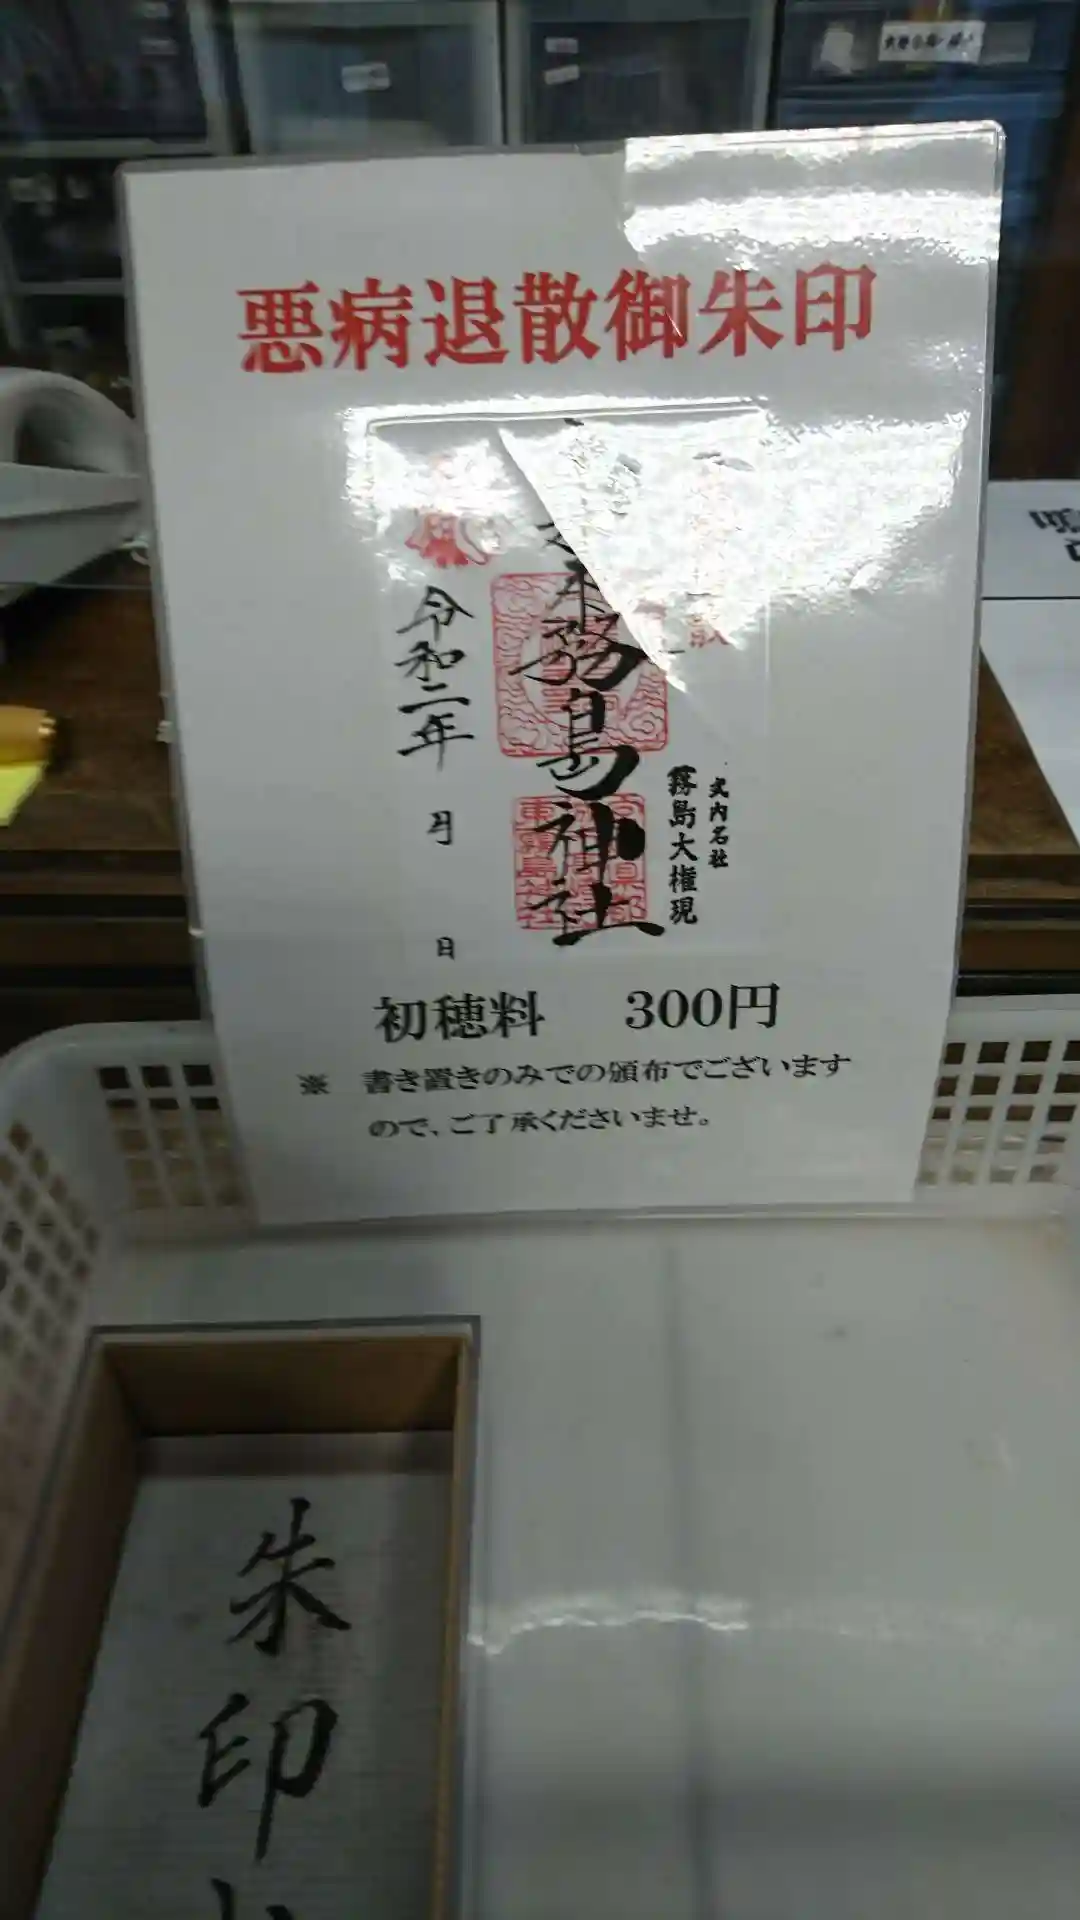 悪病退散御朱印
式内名社
霧島大権現
東霧島神社
令和二年
月
日
初穂料 300円
※ 書き置きのみでの頒布でございます
ので、ご了承くださいませ。
朱印